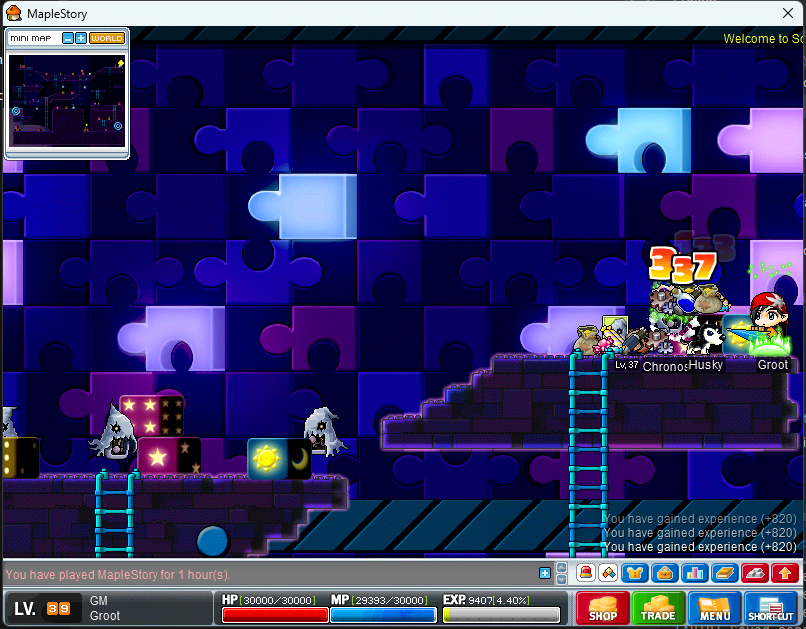 MapleStory
MINI MAP
WORLD
Welcome to So
337
Lv. 37 Chronos
Husky
Groot
You have gained experience (+820)
You have gained experience (+820)
You have gained experience (+820)
You have played MapleStory for 1 hour(s).
LV. 39
GM
Groot
HP[30000/30000]
MP[29393/30000]
EXP. 9407[4.40%]
SHOP
TRADE
MENU
SHORTCUT